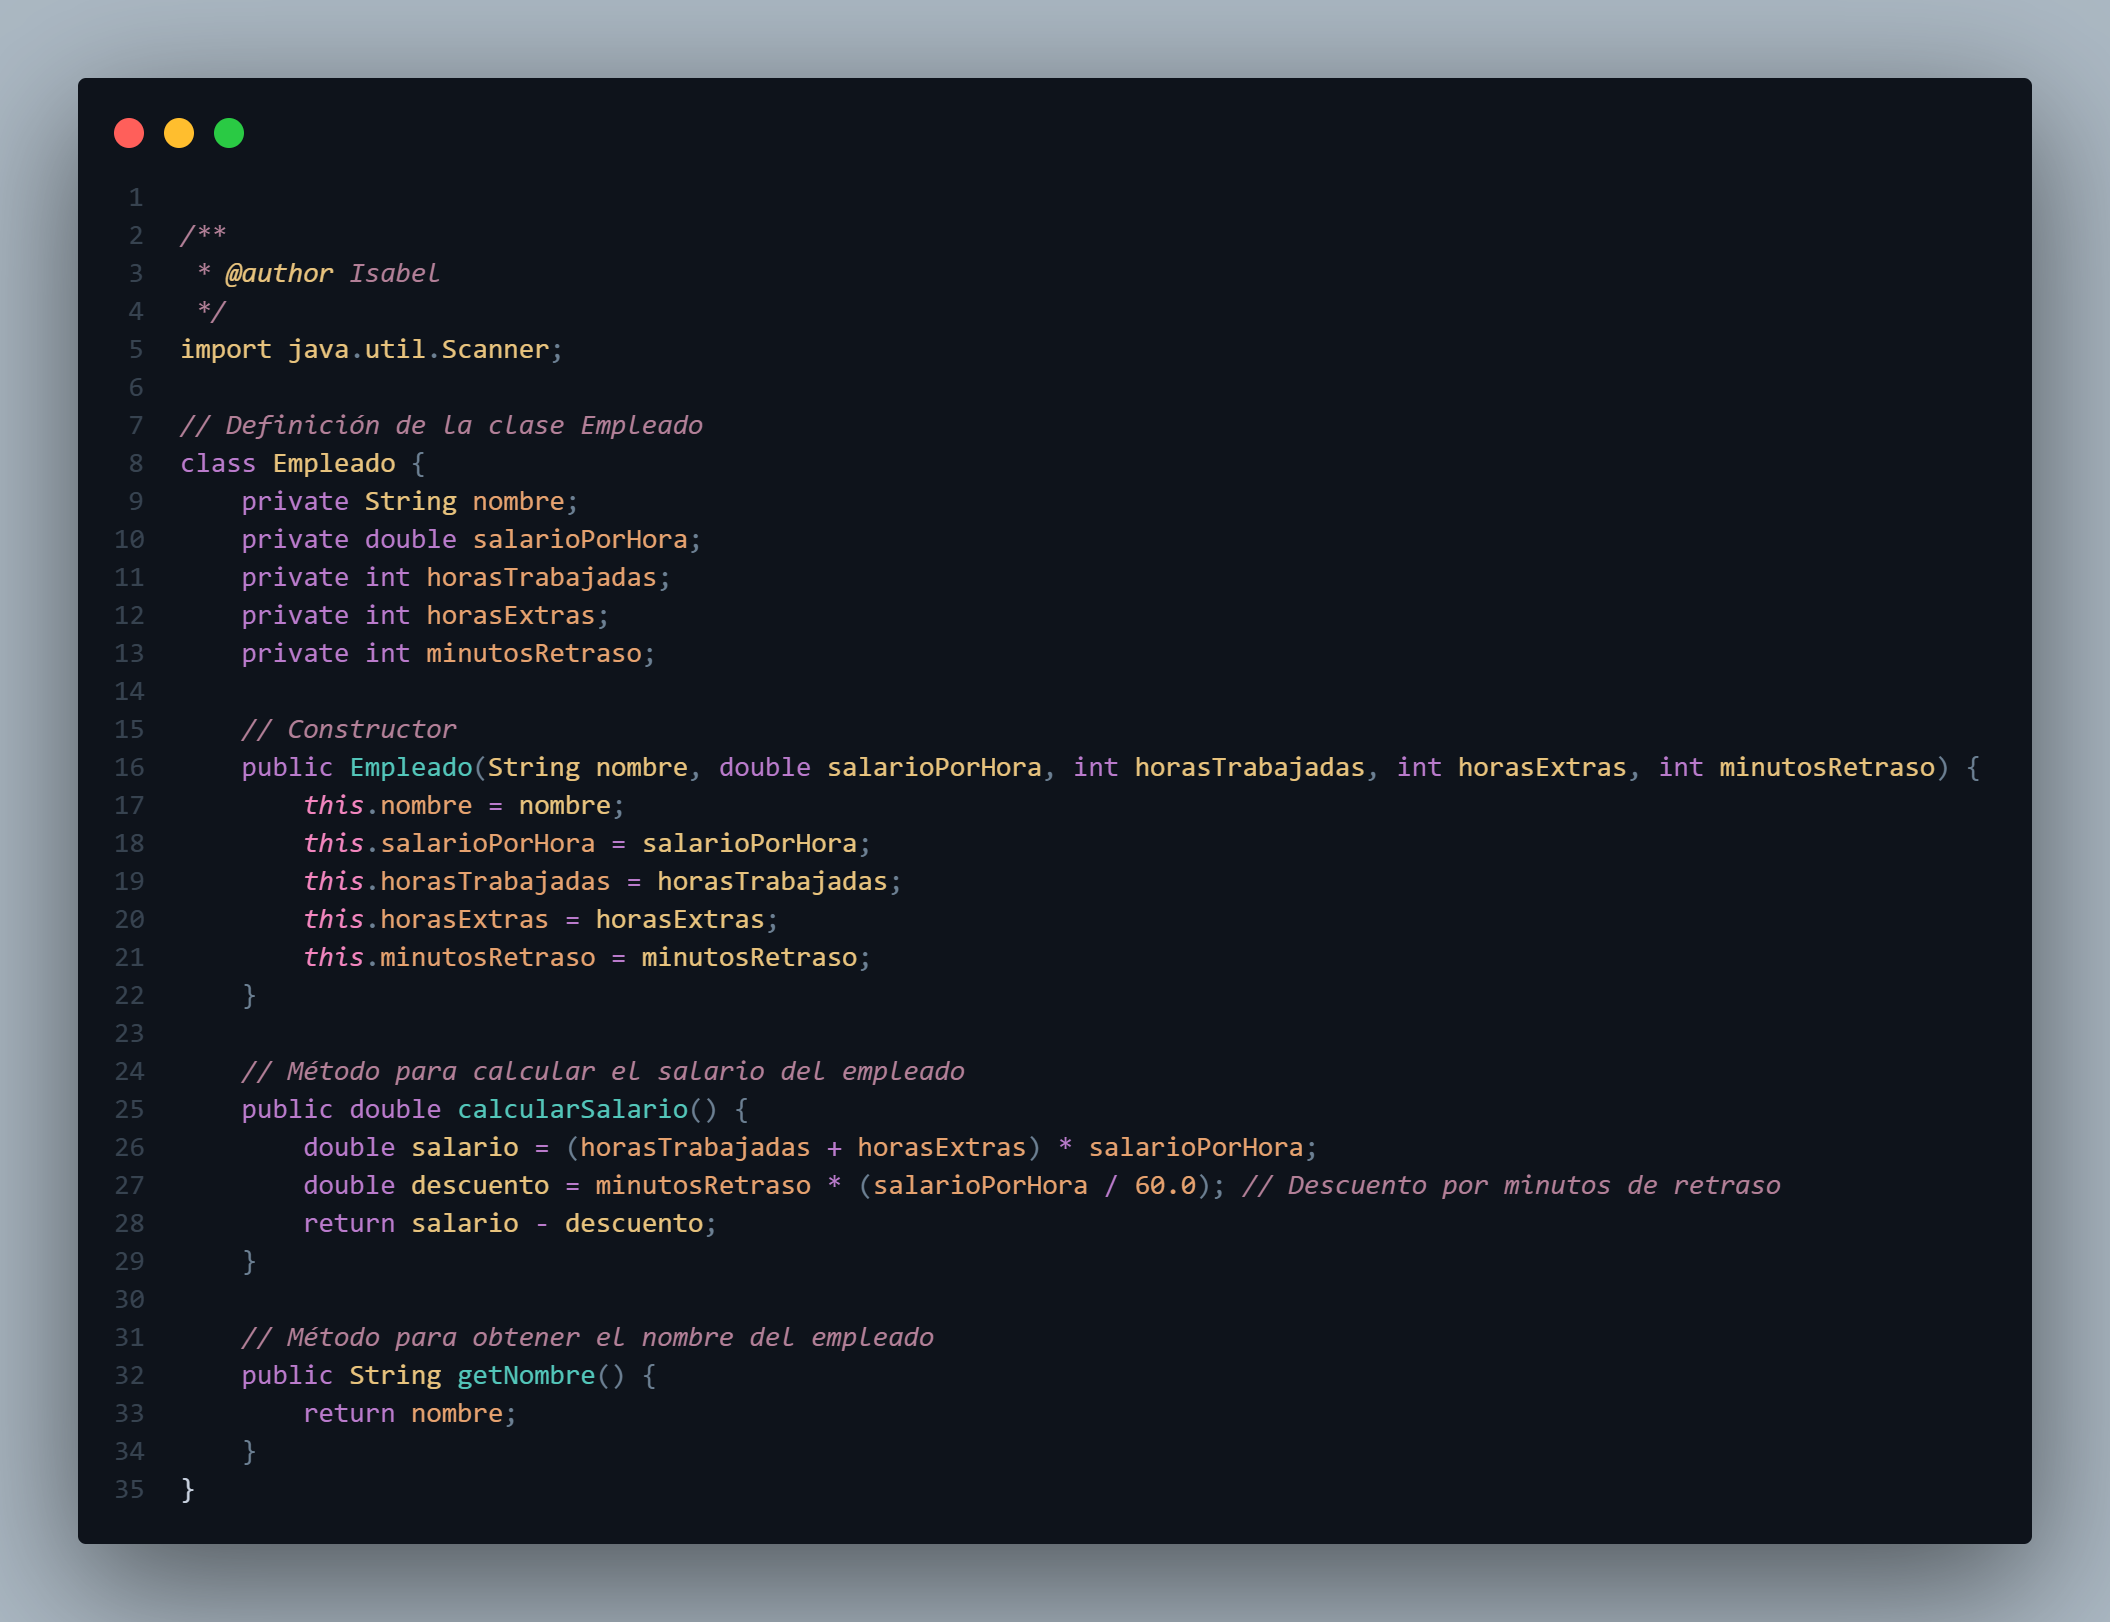 1
2 /**
3  * @author Isabel
4  */
5 import java.util.Scanner;
6
7 // Definición de la clase Empleado
8 class Empleado {
9     private String nombre;
10     private double salarioPorHora;
11     private int horasTrabajadas;
12     private int horasExtras;
13     private int minutosRetraso;
14
15     // Constructor
16     public Empleado(String nombre, double salarioPorHora, int horasTrabajadas, int horasExtras, int minutosRetraso) {
17         this.nombre = nombre;
18         this.salarioPorHora = salarioPorHora;
19         this.horasTrabajadas = horasTrabajadas;
20         this.horasExtras = horasExtras;
21         this.minutosRetraso = minutosRetraso;
22     }
23
24     // Método para calcular el salario del empleado
25     public double calcularSalario() {
26         double salario = (horasTrabajadas + horasExtras) * salarioPorHora;
27         double descuento = minutosRetraso * (salarioPorHora / 60.0); // Descuento por minutos de retraso
28         return salario - descuento;
29     }
30
31     // Método para obtener el nombre del empleado
32     public String getNombre() {
33         return nombre;
34     }
35 }